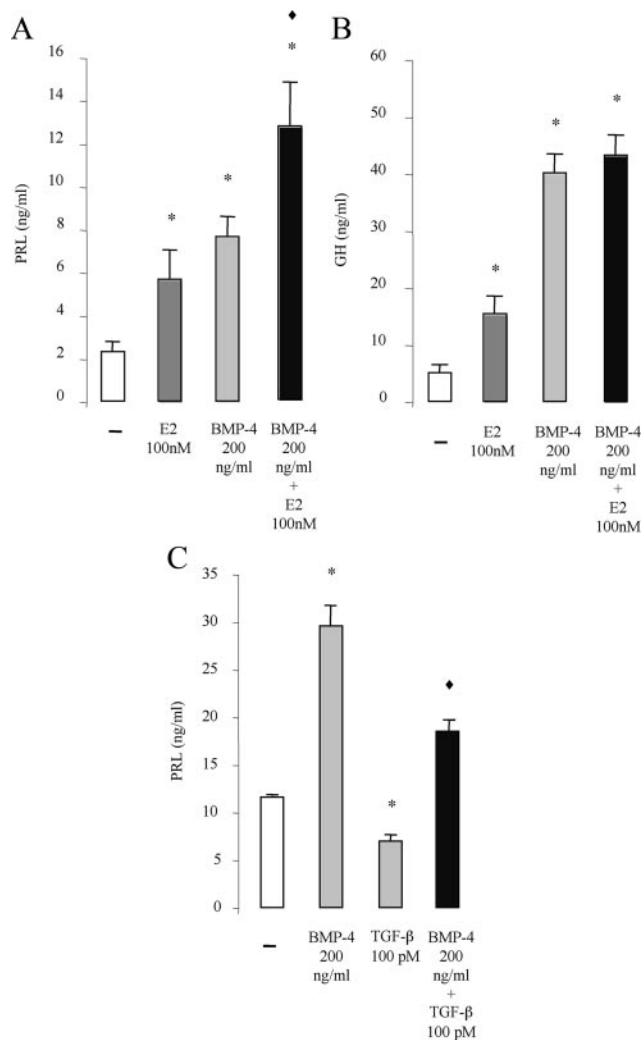 A
16
14
12
10
8
6
4
2
0
PRL (ng/ml)
♦
*
*
*
–
E2
100nM
BMP-4
200
ng/ml
BMP-4
200
ng/ml
+
E2
100nM
B
60
50
40
30
20
10
0
GH (ng/ml)
*
*
*
–
E2
100nM
BMP-4
200
ng/ml
BMP-4
200
ng/ml
+
E2
100nM
C
35
30
25
20
15
10
5
0
PRL (ng/ml)
*
*
♦
–
BMP-4
200
ng/ml
TGF-β
100 pM
BMP-4
200
ng/ml
+
TGF-β
100 pM